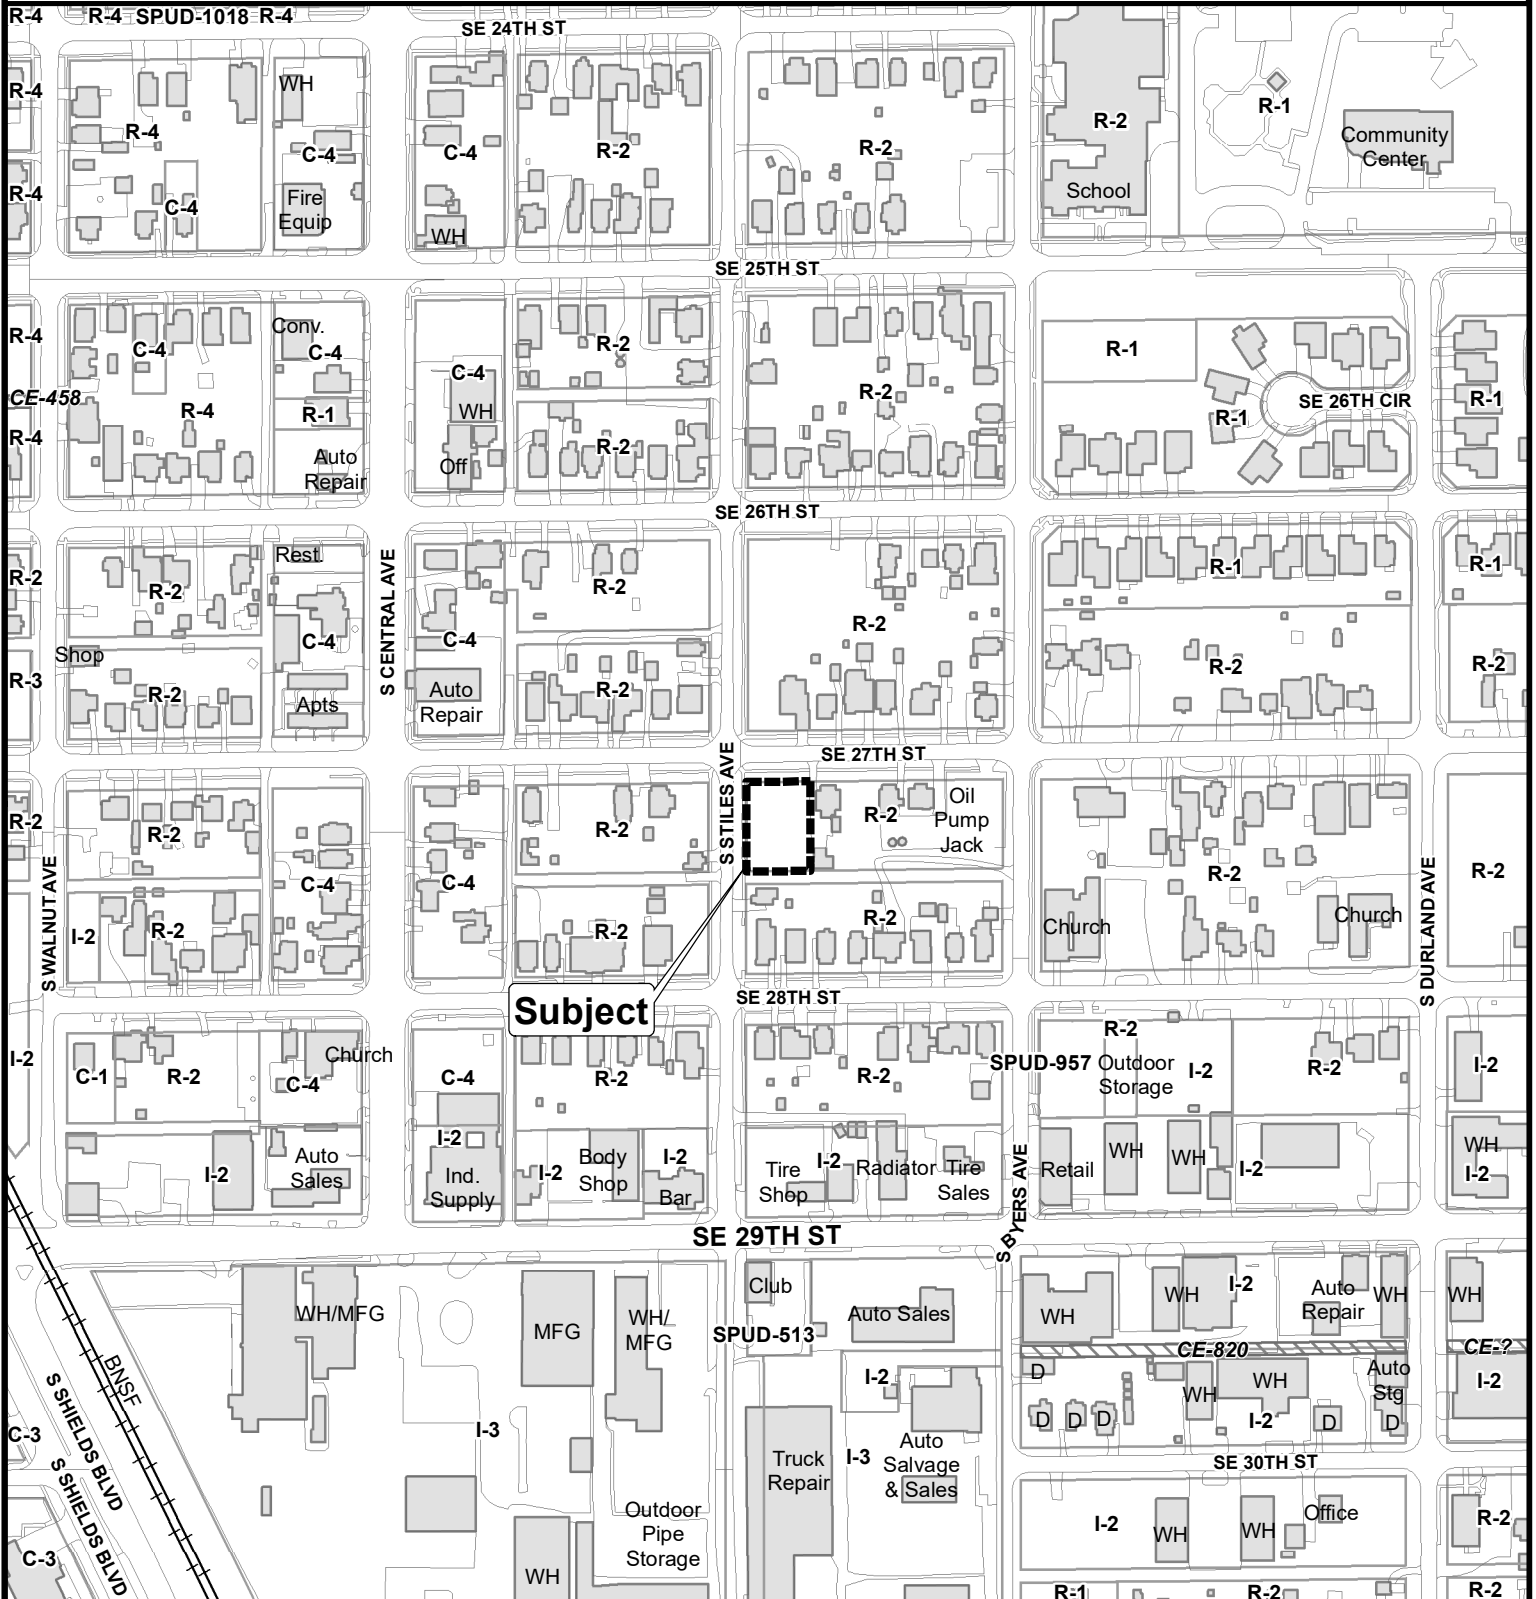 R-4
R-4
SPUD-1018
R-4
SE 24TH ST
R-4
WH
R-4
C-4
C-4
R-2
R-2
R-2
R-1
Community
Center
School
R-4
C-4
Fire
Equip
WH
SE 25TH ST
R-4
C-4
Conv.
C-4
R-2
R-1
CE-458
R-4
R-1
C-4
WH
R-2
R-1
SE 26TH CIR
R-1
R-4
Auto
Repair
Off
R-2
SE 26TH ST
S CENTRAL AVE
R-2
R-2
Rest.
C-4
C-4
R-2
R-2
R-1
R-1
Shop
R-3
R-2
Apts
Auto
Repair
R-2
R-2
R-2
SE 27TH ST
S STILES AVE
R-2
R-2
R-2
R-2
Oil
Pump
Jack
C-4
C-4
R-2
R-2
S WALNUT AVE
I-2
R-2
R-2
R-2
Church
Church
S DURLAND AVE
Subject
SE 28TH ST
I-2
C-1
R-2
Church
C-4
C-4
R-2
R-2
SPUD-957
R-2
Outdoor
Storage
I-2
R-2
I-2
I-2
Auto
Sales
I-2
Ind.
Supply
I-2
Body
Shop
I-2
Bar
Tire
Shop
I-2
Radiator
Tire
Sales
S BYERS AVE
Retail
WH
WH
I-2
WH
I-2
SE 29TH ST
WH/MFG
MFG
WH/
MFG
Club
Auto Sales
SPUD-513
WH
WH
I-2
Auto
Repair
WH
WH
CE-820
CE-?
BNSF
S SHIELDS BLVD
S SHIELDS BLVD
I-2
D
WH
WH
Auto
Stg
I-2
D
D
D
I-2
D
D
C-3
I-3
Truck
Repair
I-3
Auto
Salvage
& Sales
SE 30TH ST
Outdoor
Pipe
Storage
I-2
WH
WH
Office
R-2
C-3
WH
R-1
R-2
R-2